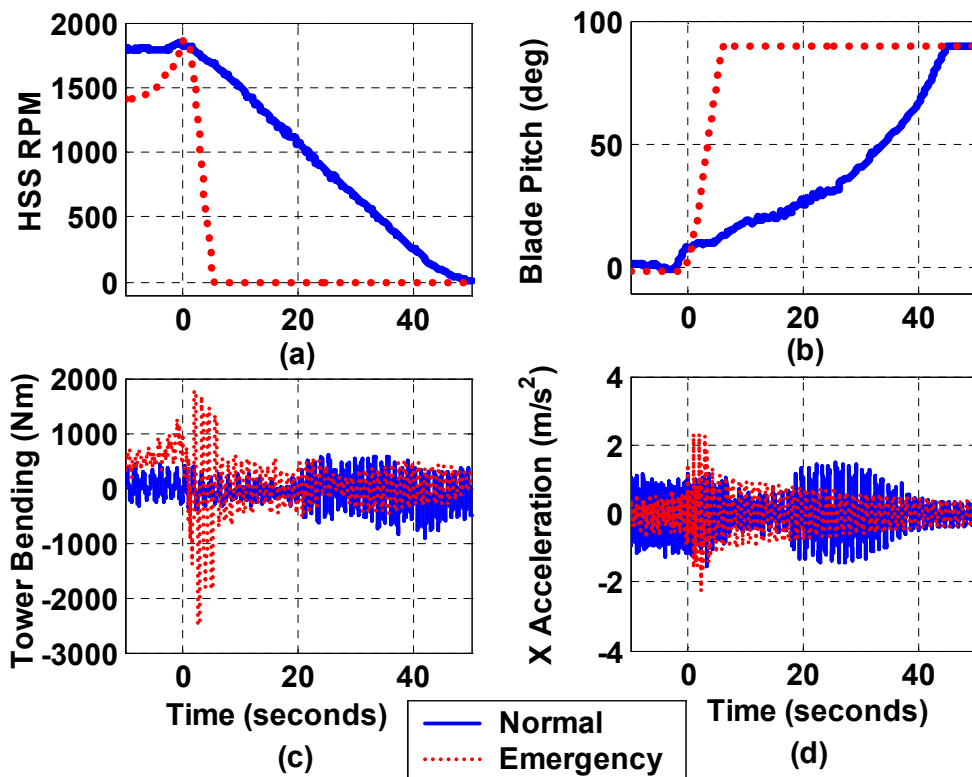 HSS RPM
2000
1500
1000
500
0
0
20
40
(a)
Blade Pitch (deg)
100
50
0
0
20
40
(b)
Tower Bending (Nm)
2000
1000
0
-1000
-2000
-3000
0
20
40
Time (seconds)
(c)
X Acceleration (m/s²)
4
2
0
-2
-4
0
20
40
Time (seconds)
(d)
Normal
Emergency